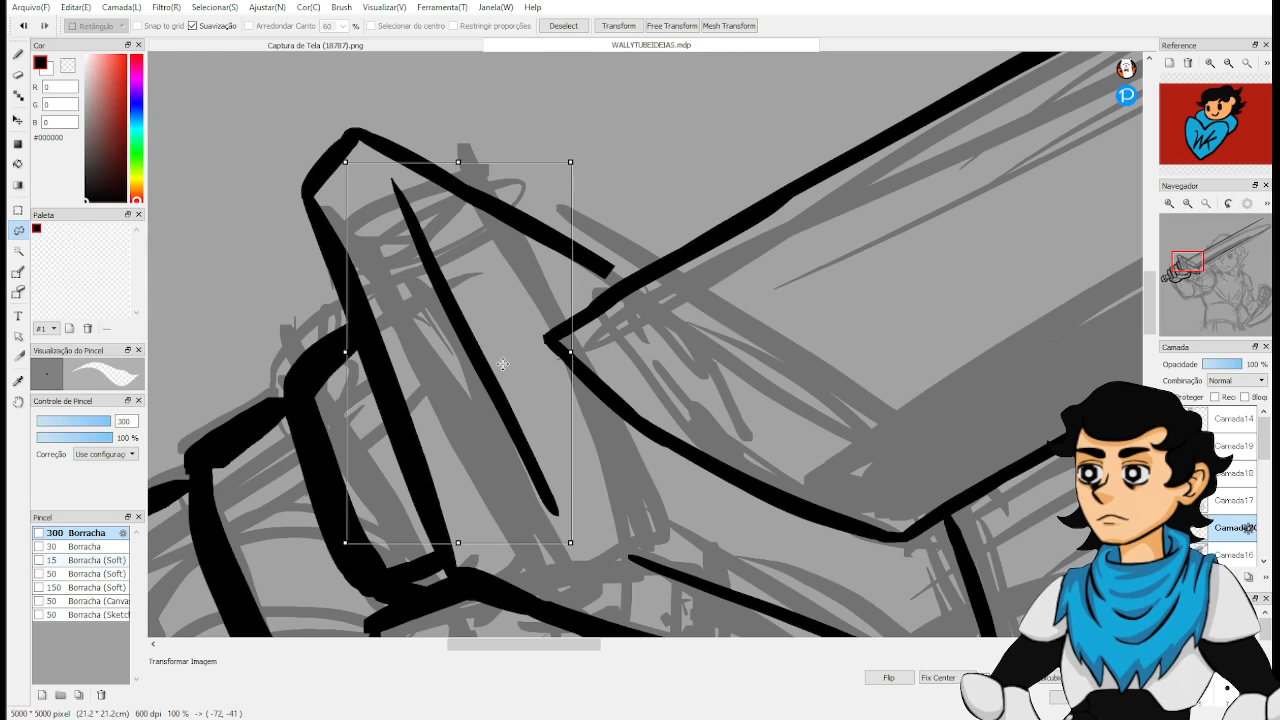 Arquivo(F) Editar(E) Camada(L) Filtro(R) Selecionar(S) Ajustar(N) Cor(C) Brush Visualizar(V) Ferramenta(T) Janela(W) Help
Retângulo Snap to grid Suavização Arredondar Canto 60 % Selecionar do centro Restringir proporções Deselect Transform Free Transform Mesh Transform
Cor Captura de Tela (18787).png WALLYTUBEIDEIAS.mdp Reference
R 0
G 0
B 0
#000000
Paleta
#1
Visualização do Pincel
Controle de Pincel
300
100 %
Correção Use configuraç
Pincel
300 Borracha
30 Borracha
15 Borracha (Soft)
50 Borracha (Soft)
150 Borracha (Soft)
50 Borracha (Canva
50 Borracha (Sketch
Navegador
Camada
Opacidade 100 %
Combinação Normal
Proteger Rec Bloq
Camada14
Camada19
Camada18
Camada17
Camada16
Transformar Imagem
Flip Fix Center
5000 * 5000 pixel (21.2 * 21.2cm) 600 dpi 100 % -> ( -72, -41 )